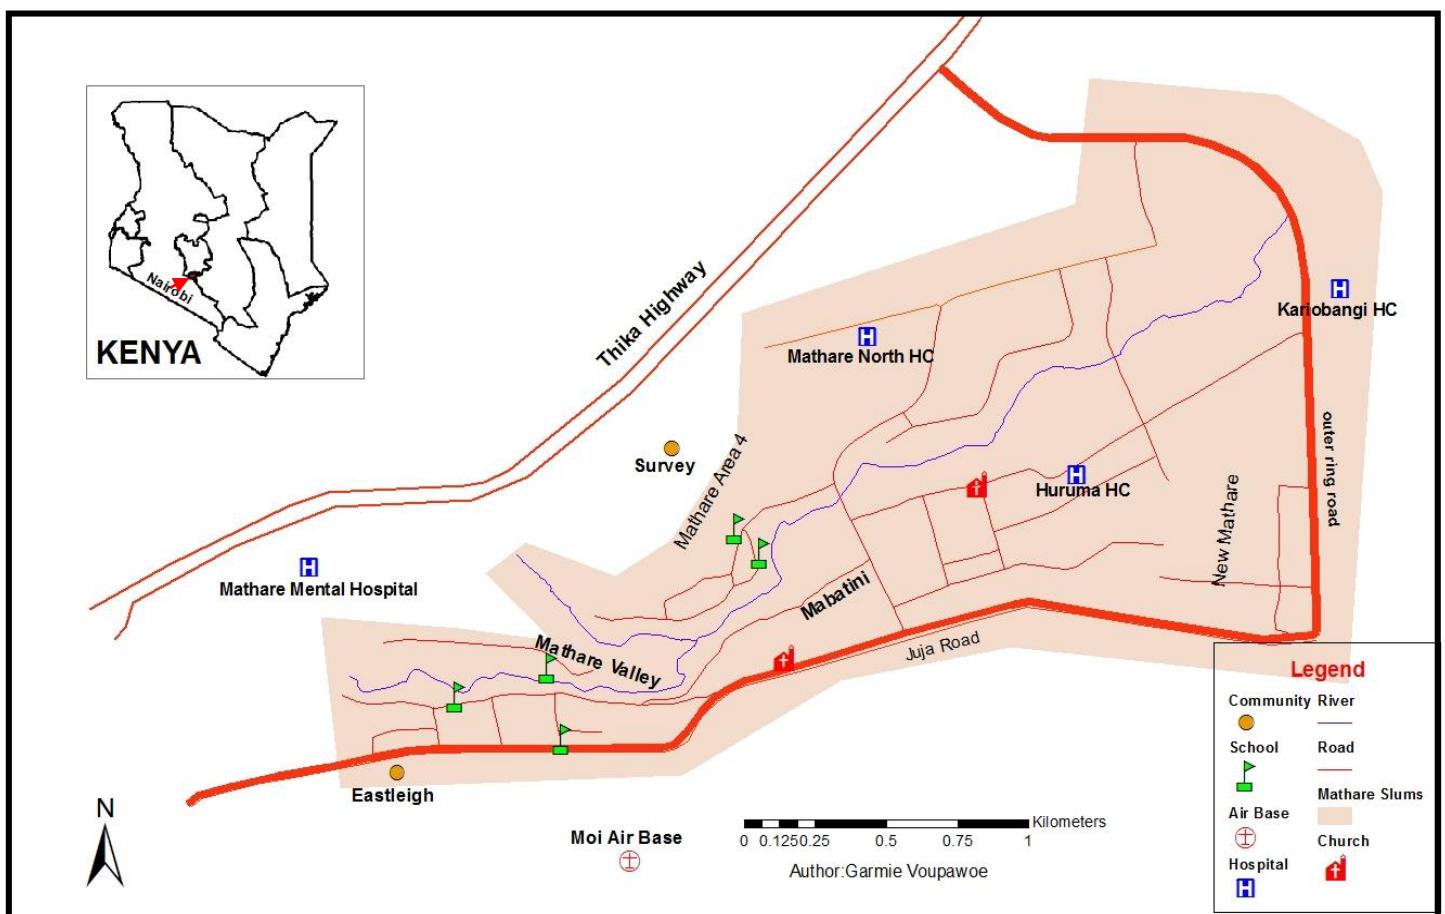 Nairobi
KENYA
Thika Highway
Kariobangi HC
Mathare North HC
outer ring road
Survey
Mathare Area 4
Huruma HC
New Mathare
Mathare Mental Hospital
Mabatini
Juja Road
Mathare Valley
Eastleigh
N
Moi Air Base
Kilometers
0 0.125 0.25 0.5 0.75 1
Author:Garmie Voupawoe
Legend
Community River
School Road
Mathare Slums
Air Base
Church
Hospital